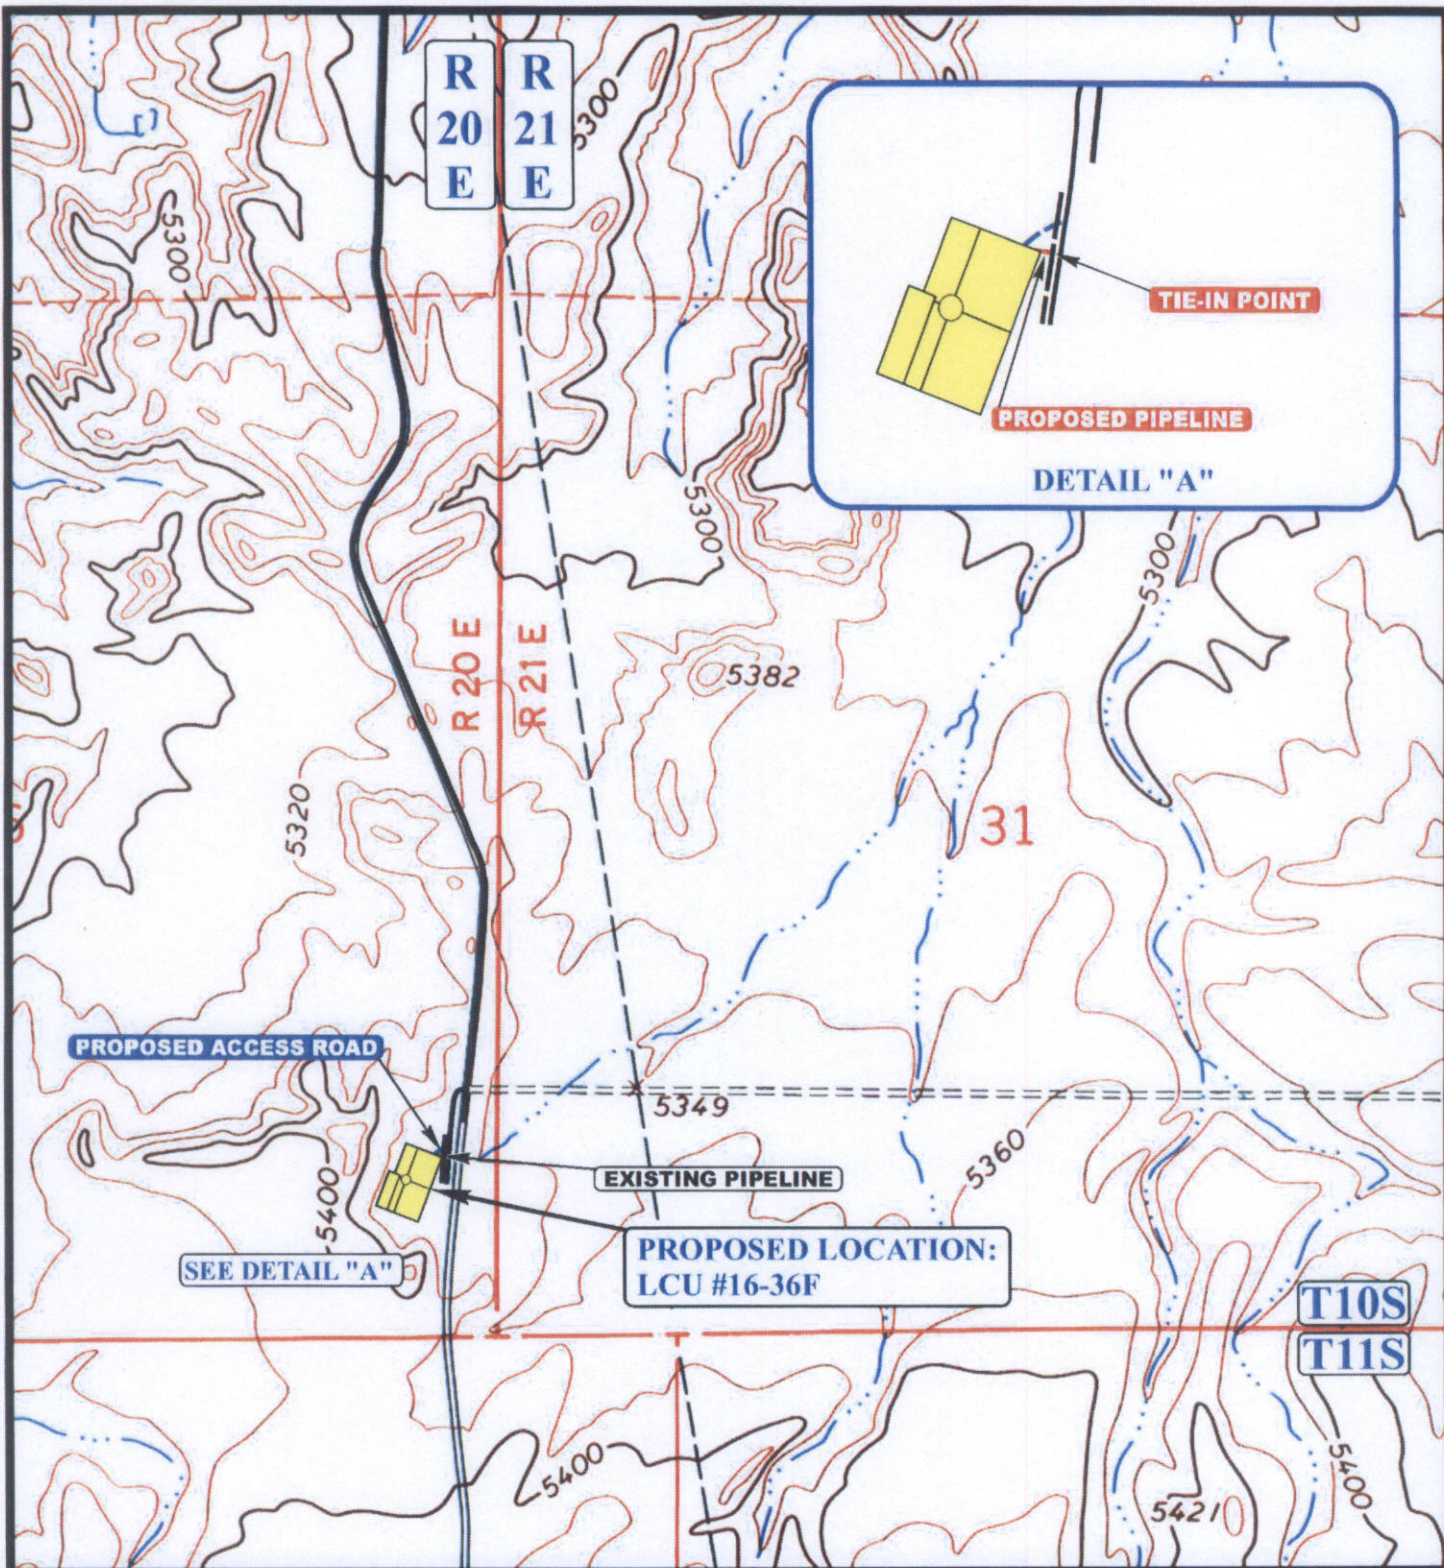 R
20
E
R
21
E
5300
5300
TIE-IN POINT
PROPOSED PIPELINE
DETAIL "A"
5300
5300
R 20 E
R 21 E
5382
5320
31
PROPOSED ACCESS ROAD
5349
5360
EXISTING PIPELINE
5400
PROPOSED LOCATION:
LCU #16-36F
SEE DETAIL "A"
T10S
T11S
5400
5400
5421